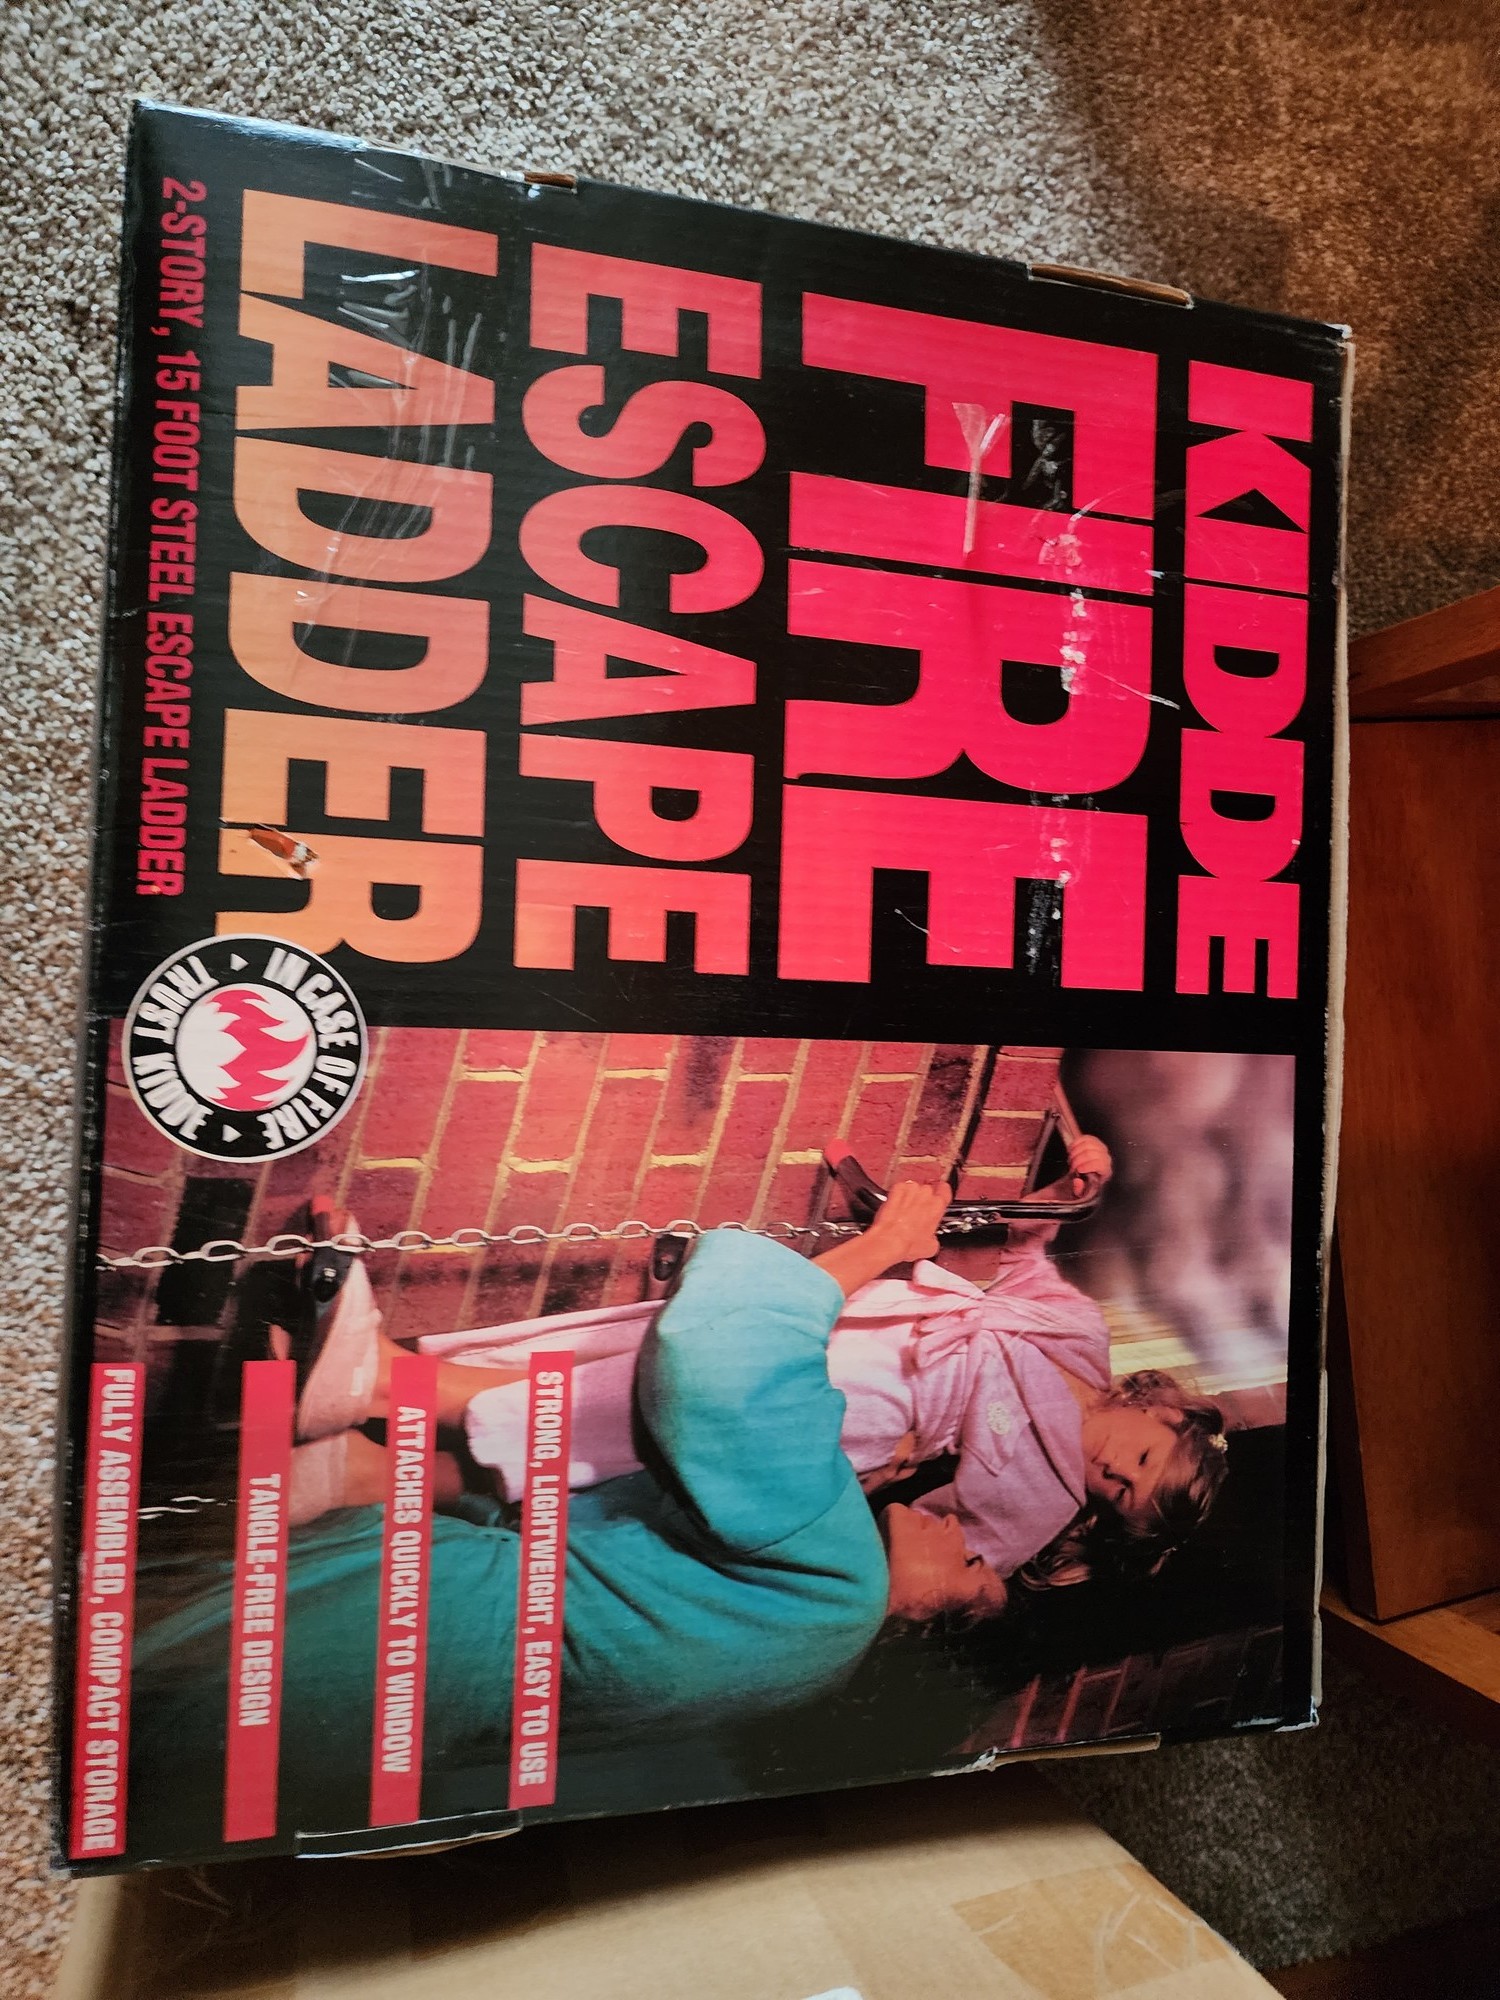 KIDDE
FIRE
ESCAPE
LADDER
2-STORY, 15 FOOT STEEL ESCAPE LADDER
IN CASE OF FIRE
TRUST KIDDE
STRONG, LIGHTWEIGHT, EASY TO USE
ATTACHES QUICKLY TO WINDOW
TANGLE-FREE DESIGN
FULLY ASSEMBLED, COMPACT STORAGE